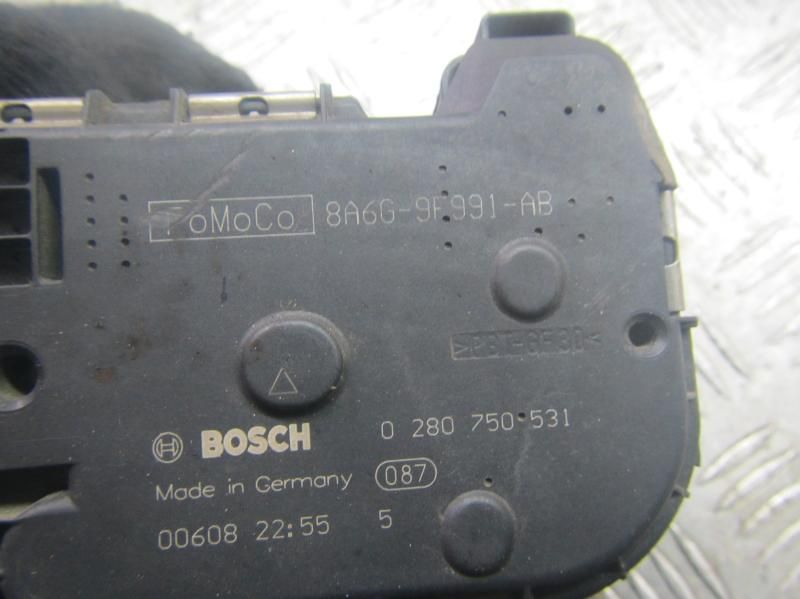 FoMoCo 8A6G-9F991-AB
>PBT-GF30<
BOSCH 0 280 750 531
Made in Germany 087
00608 22:55 5